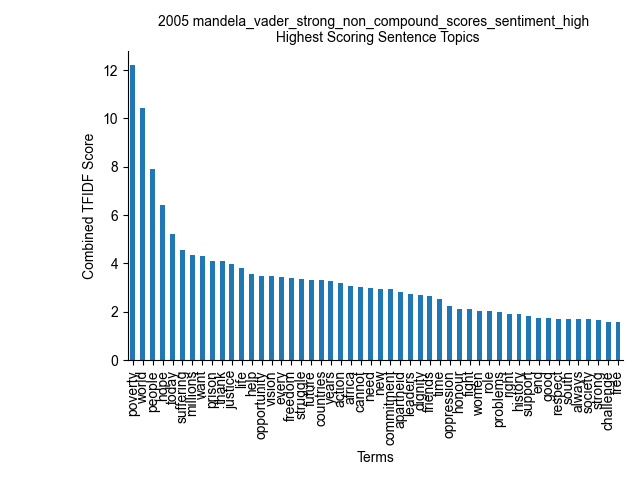 2005 mandela_vader_strong_non_compound_scores_sentiment_high
Highest Scoring Sentence Topics
Combined TFIDF Score
12
10
8
6
4
2
0
poverty
world
people
hope
today
suffering
millions
want
prison
thank
justice
life
help
opportunity
vision
every
freedom
struggle
future
countries
years
action
africa
cannot
need
new
commitment
apartheid
leaders
dignity
friends
time
oppression
honour
fight
women
role
problems
right
history
support
end
good
respect
south
always
society
strong
challenge
free
Terms